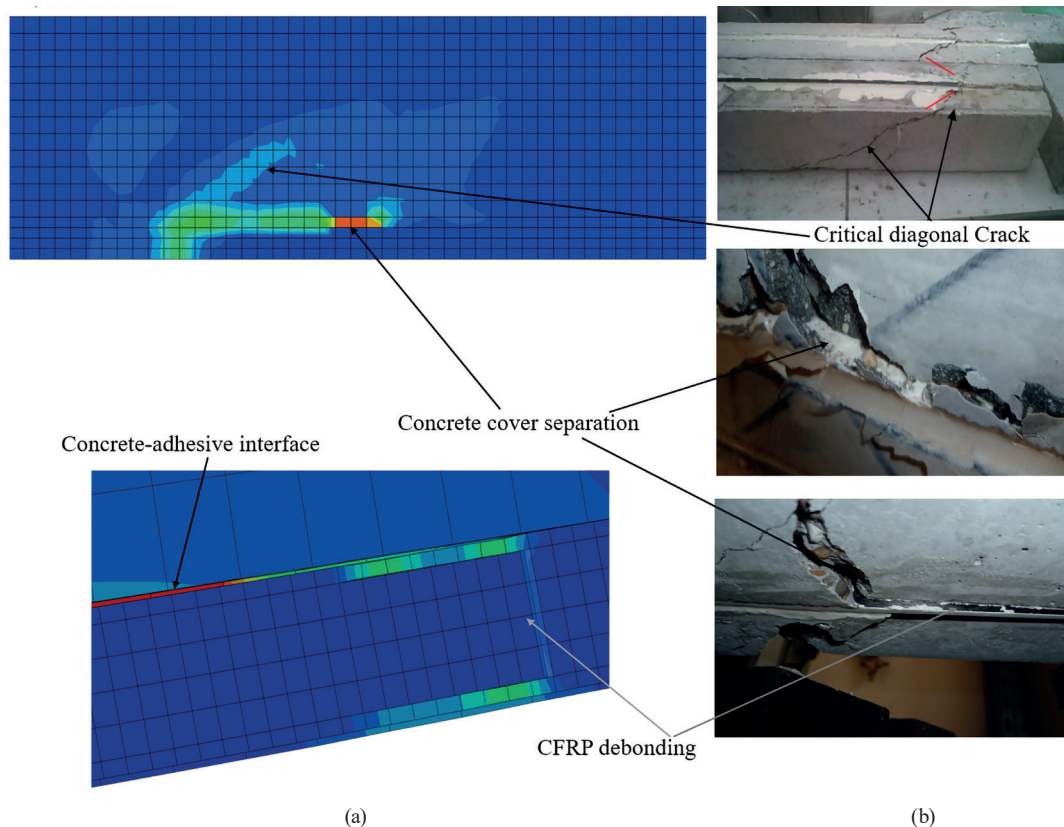 Critical diagonal Crack
Concrete cover separation
Concrete-adhesive interface
CFRP debonding
(a)
(b)